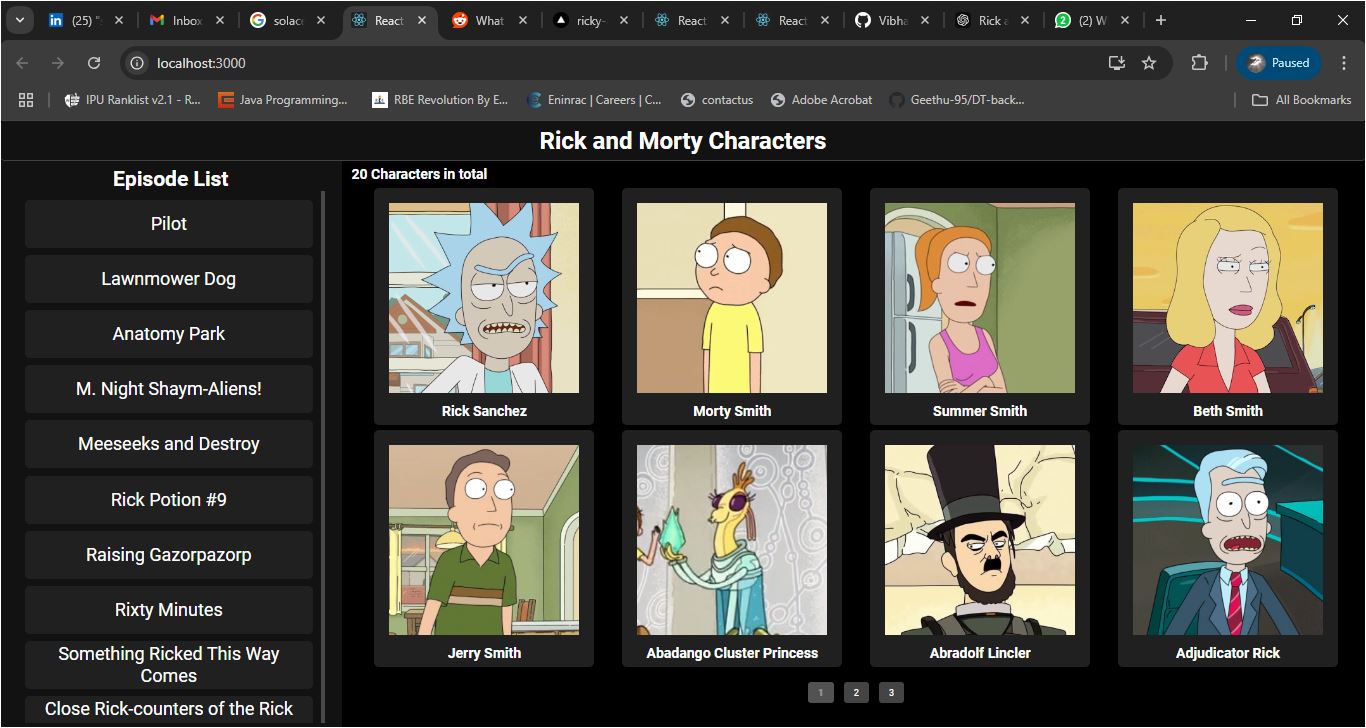 (25) "s
Inbox
solace
React
What
ricky-
React
React
Vibha
Rick a
(2) W
localhost:3000
Paused
IPU Ranklist v2.1 - R...
Java Programming...
RBE Revolution By E...
Eninrac | Careers | C...
contactus
Adobe Acrobat
Geethu-95/DT-back...
All Bookmarks
Rick and Morty Characters
Episode List
Pilot
Lawnmower Dog
Anatomy Park
M. Night Shaym-Aliens!
Meeseeks and Destroy
Rick Potion #9
Raising Gazorpazorp
Rixty Minutes
Something Ricked This Way
Comes
Close Rick-counters of the Rick
20 Characters in total
Rick Sanchez
Morty Smith
Summer Smith
Beth Smith
Jerry Smith
Abadango Cluster Princess
Abradolf Lincler
Adjudicator Rick
1 2 3